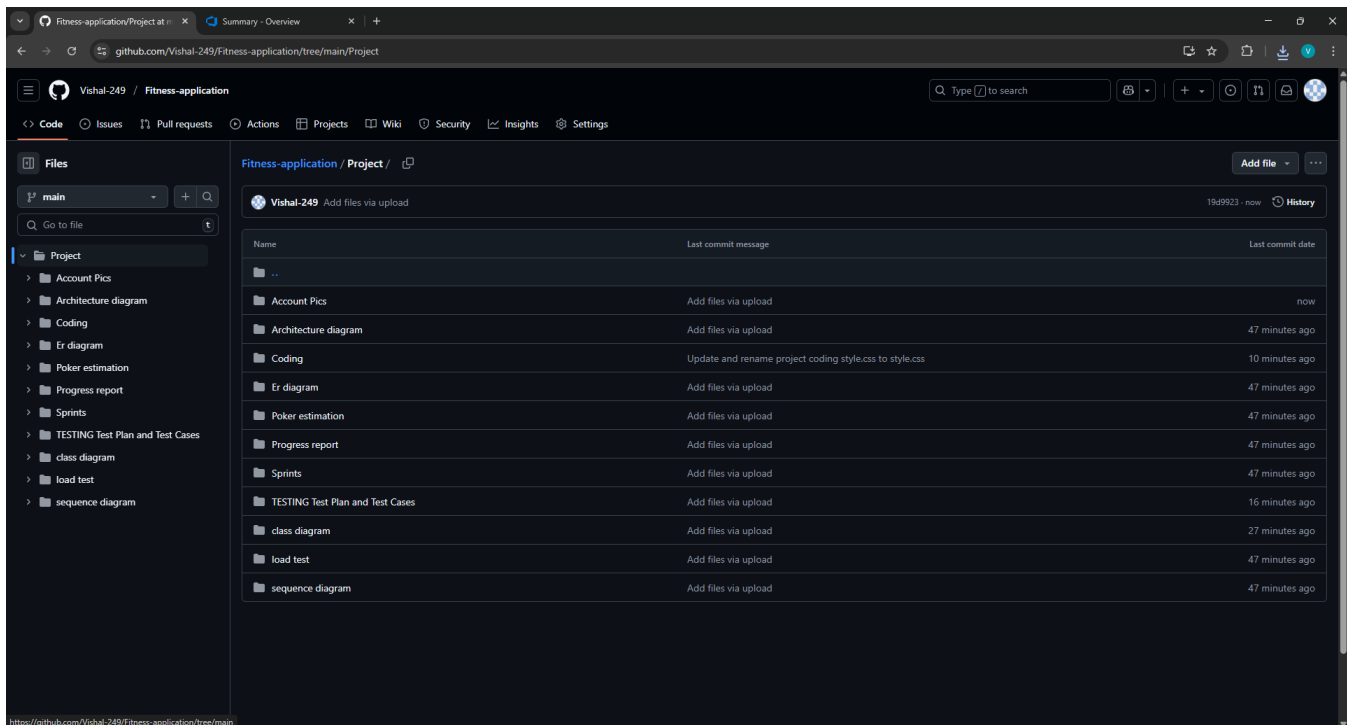 Fitness-application/Project at m
Summary - Overview
github.com/Vishal-249/Fitness-application/tree/main/Project
V
Vishal-249 / Fitness-application
Type / to search
Code Issues Pull requests Actions Projects Wiki Security Insights Settings
Files
main
Go to file t
Project
Account Pics
Architecture diagram
Coding
Er diagram
Poker estimation
Progress report
Sprints
TESTING Test Plan and Test Cases
class diagram
load test
sequence diagram
Fitness-application / Project /
Add file
Vishal-249 Add files via upload 19d9923 · now History
Name Last commit message Last commit date
..
Account Pics Add files via upload now
Architecture diagram Add files via upload 47 minutes ago
Coding Update and rename project coding style.css to style.css 10 minutes ago
Er diagram Add files via upload 47 minutes ago
Poker estimation Add files via upload 47 minutes ago
Progress report Add files via upload 47 minutes ago
Sprints Add files via upload 47 minutes ago
TESTING Test Plan and Test Cases Add files via upload 16 minutes ago
class diagram Add files via upload 27 minutes ago
load test Add files via upload 47 minutes ago
sequence diagram Add files via upload 47 minutes ago
https://github.com/Vishal-249/Fitness-application/tree/main